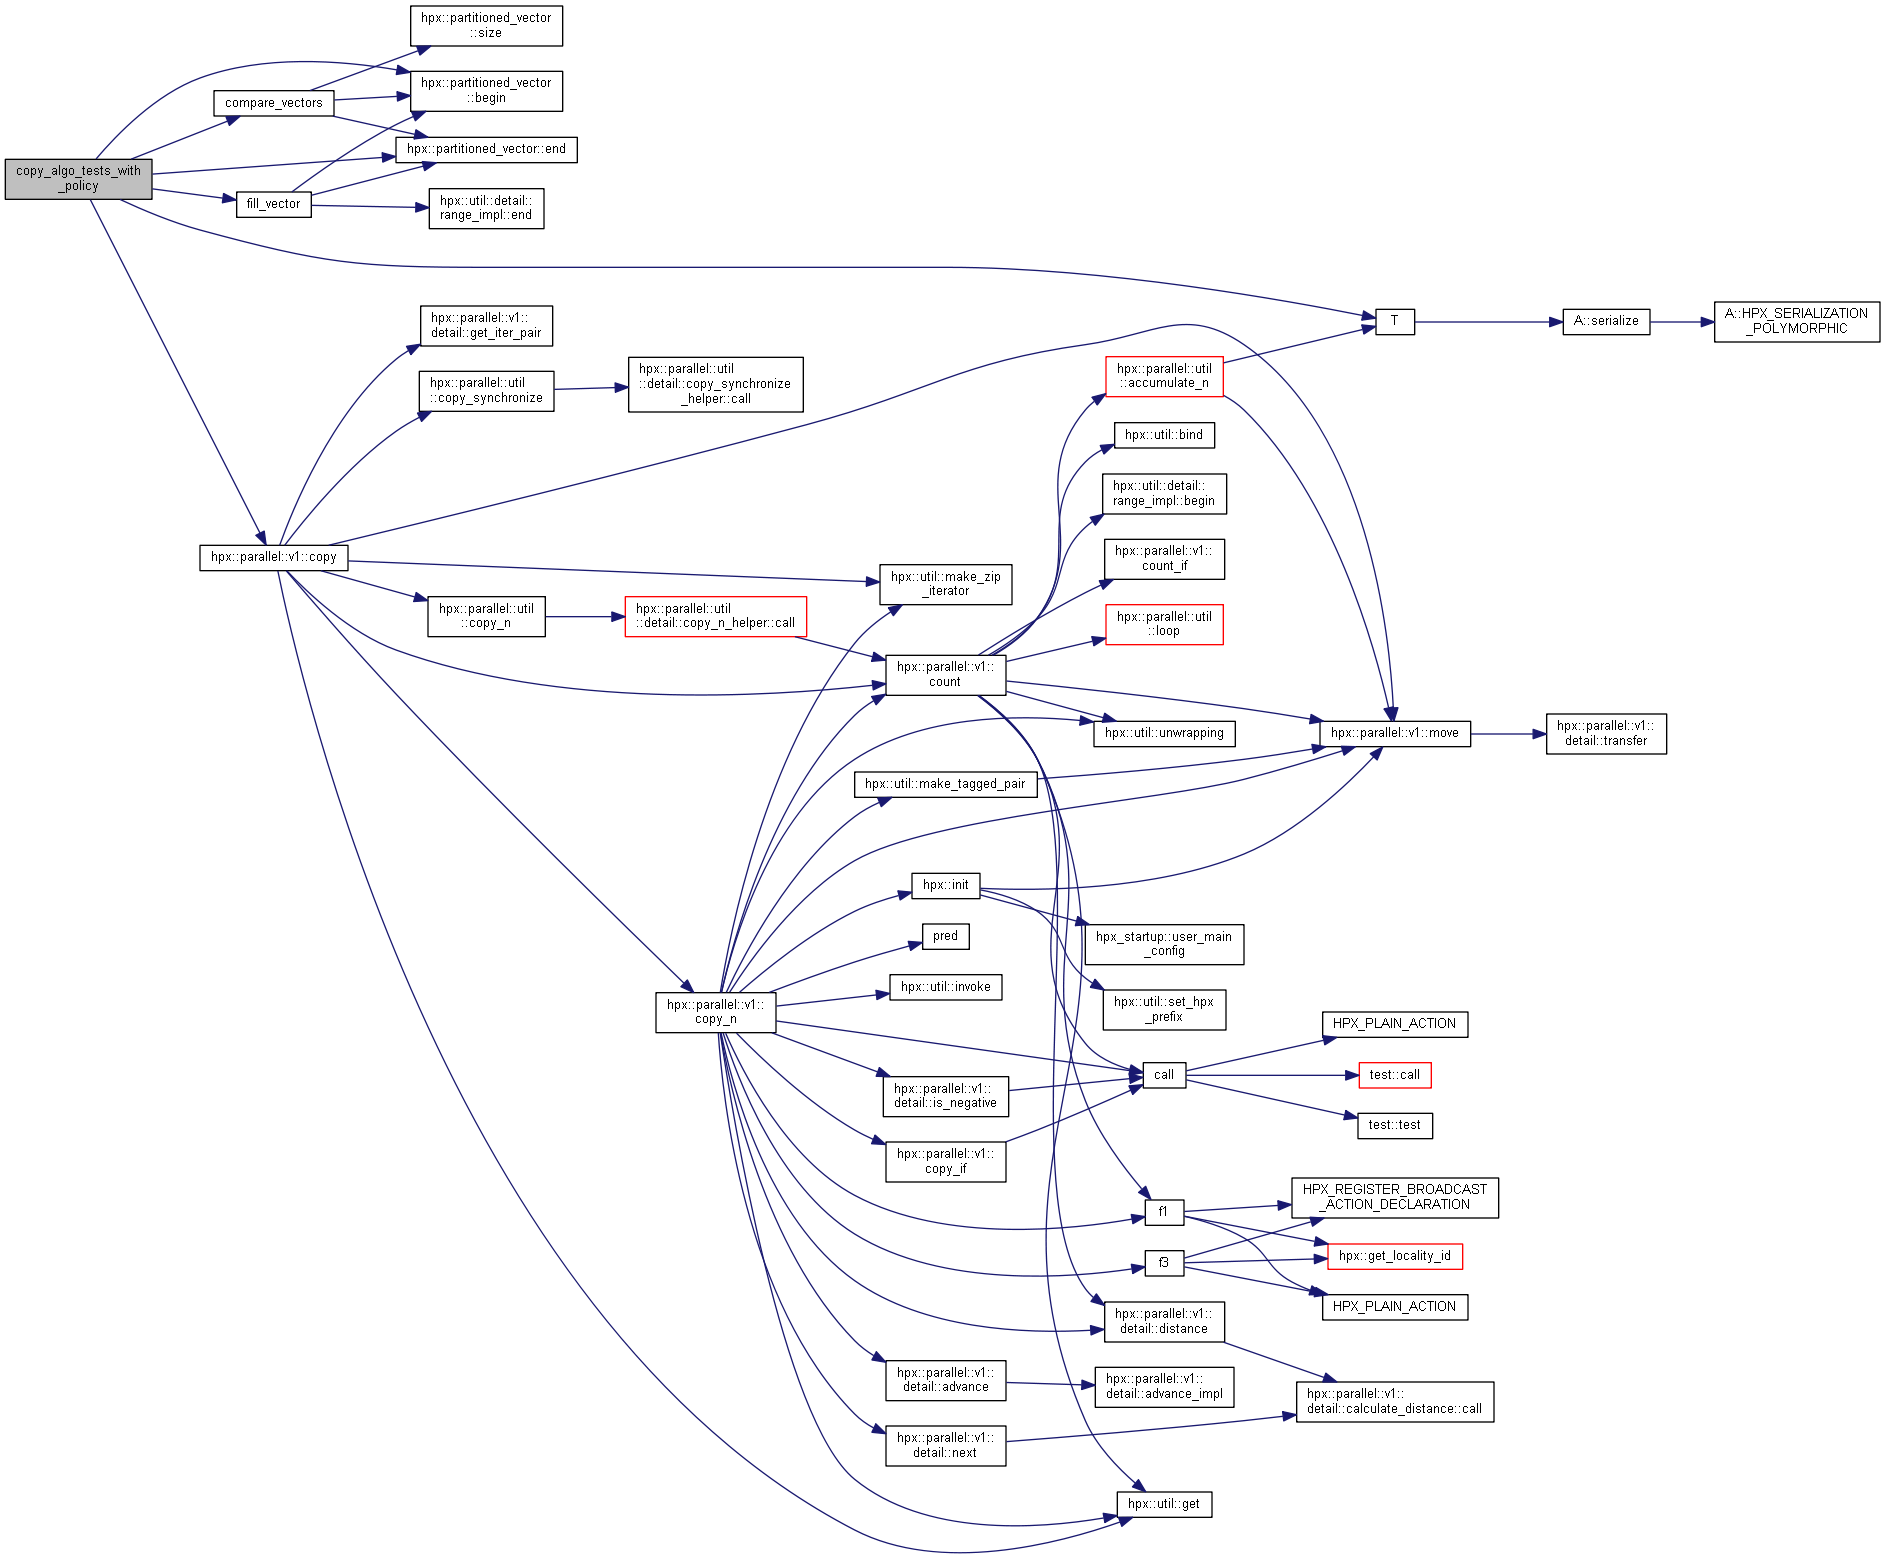 hpx::partitioned_vector
::size
hpx::partitioned_vector
::begin
compare_vectors
hpx::partitioned_vector::end
copy_algo_tests_with
_policy
fill_vector
hpx::util::detail::
range_impl::end
hpx::parallel::v1::
detail::get_iter_pair
T
A::serialize
A::HPX_SERIALIZATION
_POLYMORPHIC
hpx::parallel::util
::copy_synchronize
hpx::parallel::util
::detail::copy_synchronize
_helper::call
hpx::parallel::util
::accumulate_n
hpx::util::bind
hpx::util::detail::
range_impl::begin
hpx::parallel::v1::copy
hpx::parallel::v1::
count_if
hpx::util::make_zip
_iterator
hpx::parallel::util
::copy_n
hpx::parallel::util
::detail::copy_n_helper::call
hpx::parallel::util
::loop
hpx::parallel::v1::
count
hpx::util::unwrapping
hpx::parallel::v1::move
hpx::parallel::v1::
detail::transfer
hpx::util::make_tagged_pair
hpx::init
pred
hpx_startup::user_main
_config
hpx::util::invoke
hpx::parallel::v1::
copy_n
hpx::util::set_hpx
_prefix
HPX_PLAIN_ACTION
call
test::call
hpx::parallel::v1::
detail::is_negative
test::test
hpx::parallel::v1::
copy_if
HPX_REGISTER_BROADCAST
_ACTION_DECLARATION
f1
hpx::get_locality_id
f3
HPX_PLAIN_ACTION
hpx::parallel::v1::
detail::distance
hpx::parallel::v1::
detail::advance
hpx::parallel::v1::
detail::advance_impl
hpx::parallel::v1::
detail::calculate_distance::call
hpx::parallel::v1::
detail::next
hpx::util::get